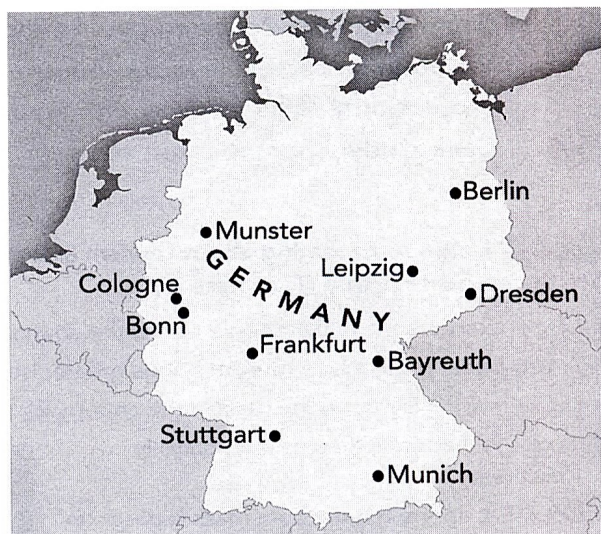 Berlin
Munster
GERMANY
Leipzig
Cologne
Dresden
Bonn
Frankfurt
Bayreuth
Stuttgart
Munich